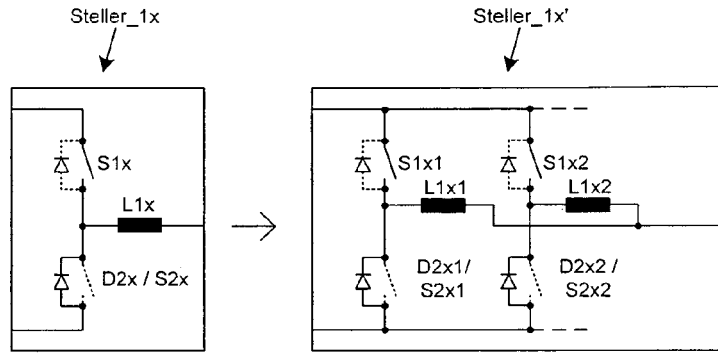 Steller_1x
Steller_1x'
S1x
L1x
D2x / S2x
S1x1
S1x2
L1x1
L1x2
D2x1/
S2x1
D2x2 /
S2x2